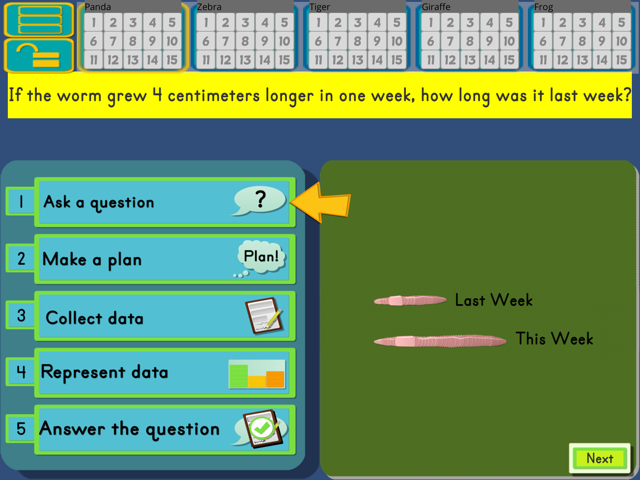 Panda Zebra Tiger Giraffe Frog
1 2 3 4 5 1 2 3 4 5 1 2 3 4 5 1 2 3 4 5 1 2 3 4 5
6 7 8 9 10 6 7 8 9 10 6 7 8 9 10 6 7 8 9 10 6 7 8 9 10
11 12 13 14 15 11 12 13 14 15 11 12 13 14 15 11 12 13 14 15 11 12 13 14 15
If the worm grew 4 centimeters longer in one week, how long was it last week?
1 Ask a question ?
2 Make a plan Plan!
3 Collect data
4 Represent data
5 Answer the question
Last Week
This Week
Next